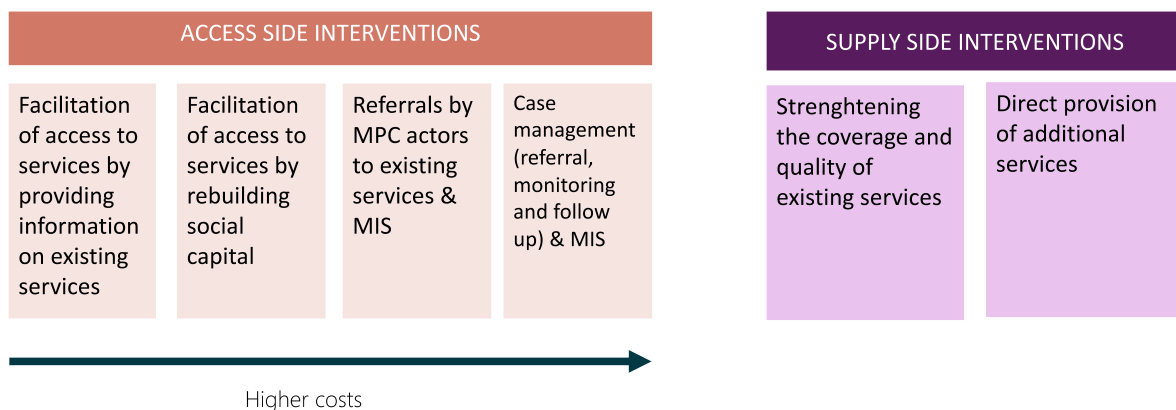 ACCESS SIDE INTERVENTIONS
Facilitation
of access to
services by
providing
information
on existing
services
Facilitation
of access to
services by
rebuilding
social
capital
Referrals by
MPC actors
to existing
services &
MIS
Case
management
(referral,
monitoring
and follow
up) & MIS
Higher costs
SUPPLY SIDE INTERVENTIONS
Strenghtening
the coverage and
quality of
existing services
Direct provision
of additional
services